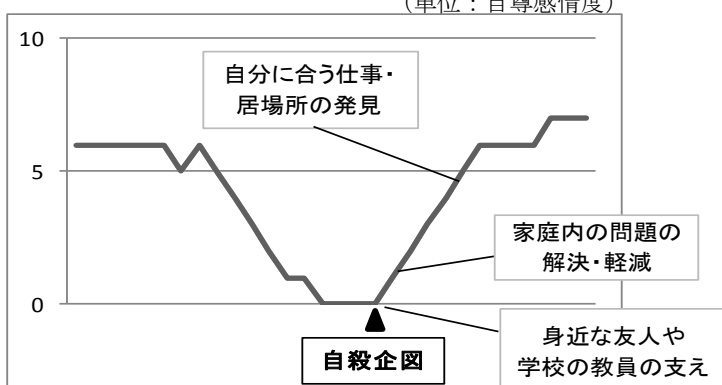 (単位：自尊感情度)
10
自分に合う仕事・
居場所の発見
5
家庭内の問題の
解決・軽減
0
身近な友人や
学校の教員の支え
自殺企図